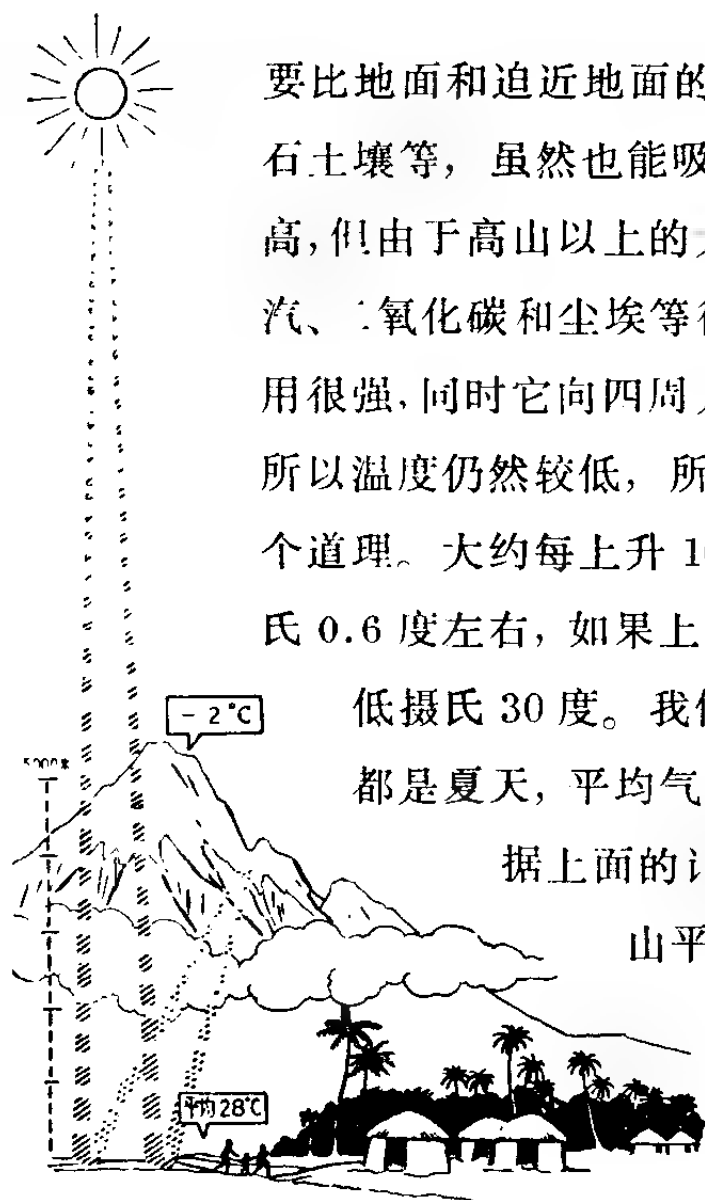 要比地面和迫近地面的
石土壤等，虽然也能吸
高，但由于高山以上的
汽、二氧化碳和尘埃等
用很强，同时它向四周
所以温度仍然较低，所
个道理。大约每上升 1
氏 0.6 度左右，如果上
低摄氏 30 度。我
都是夏天，平均气
据上面的
山平
-2℃
5000米
平均28℃